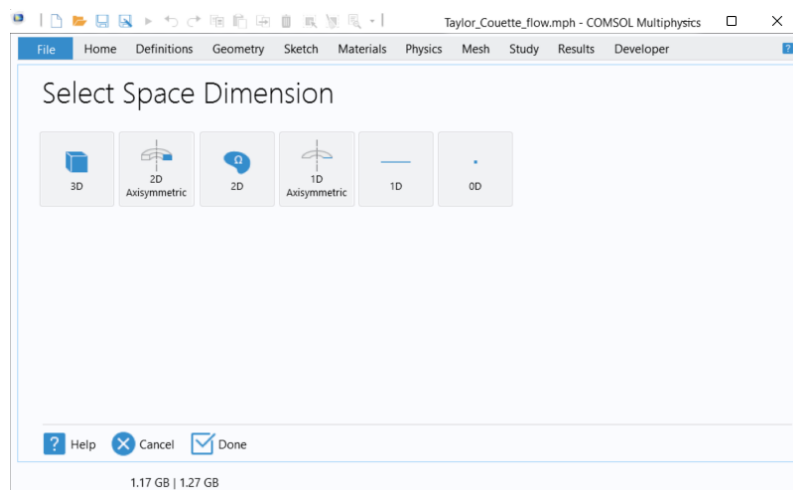 Taylor_Couette_flow.mph - COMSOL Multiphysics
File Home Definitions Geometry Sketch Materials Physics Mesh Study Results Developer ?
Select Space Dimension
3D
2D
Axisymmetric
Ω
2D
1D
Axisymmetric
1D
0D
? Help Cancel Done
1.17 GB | 1.27 GB